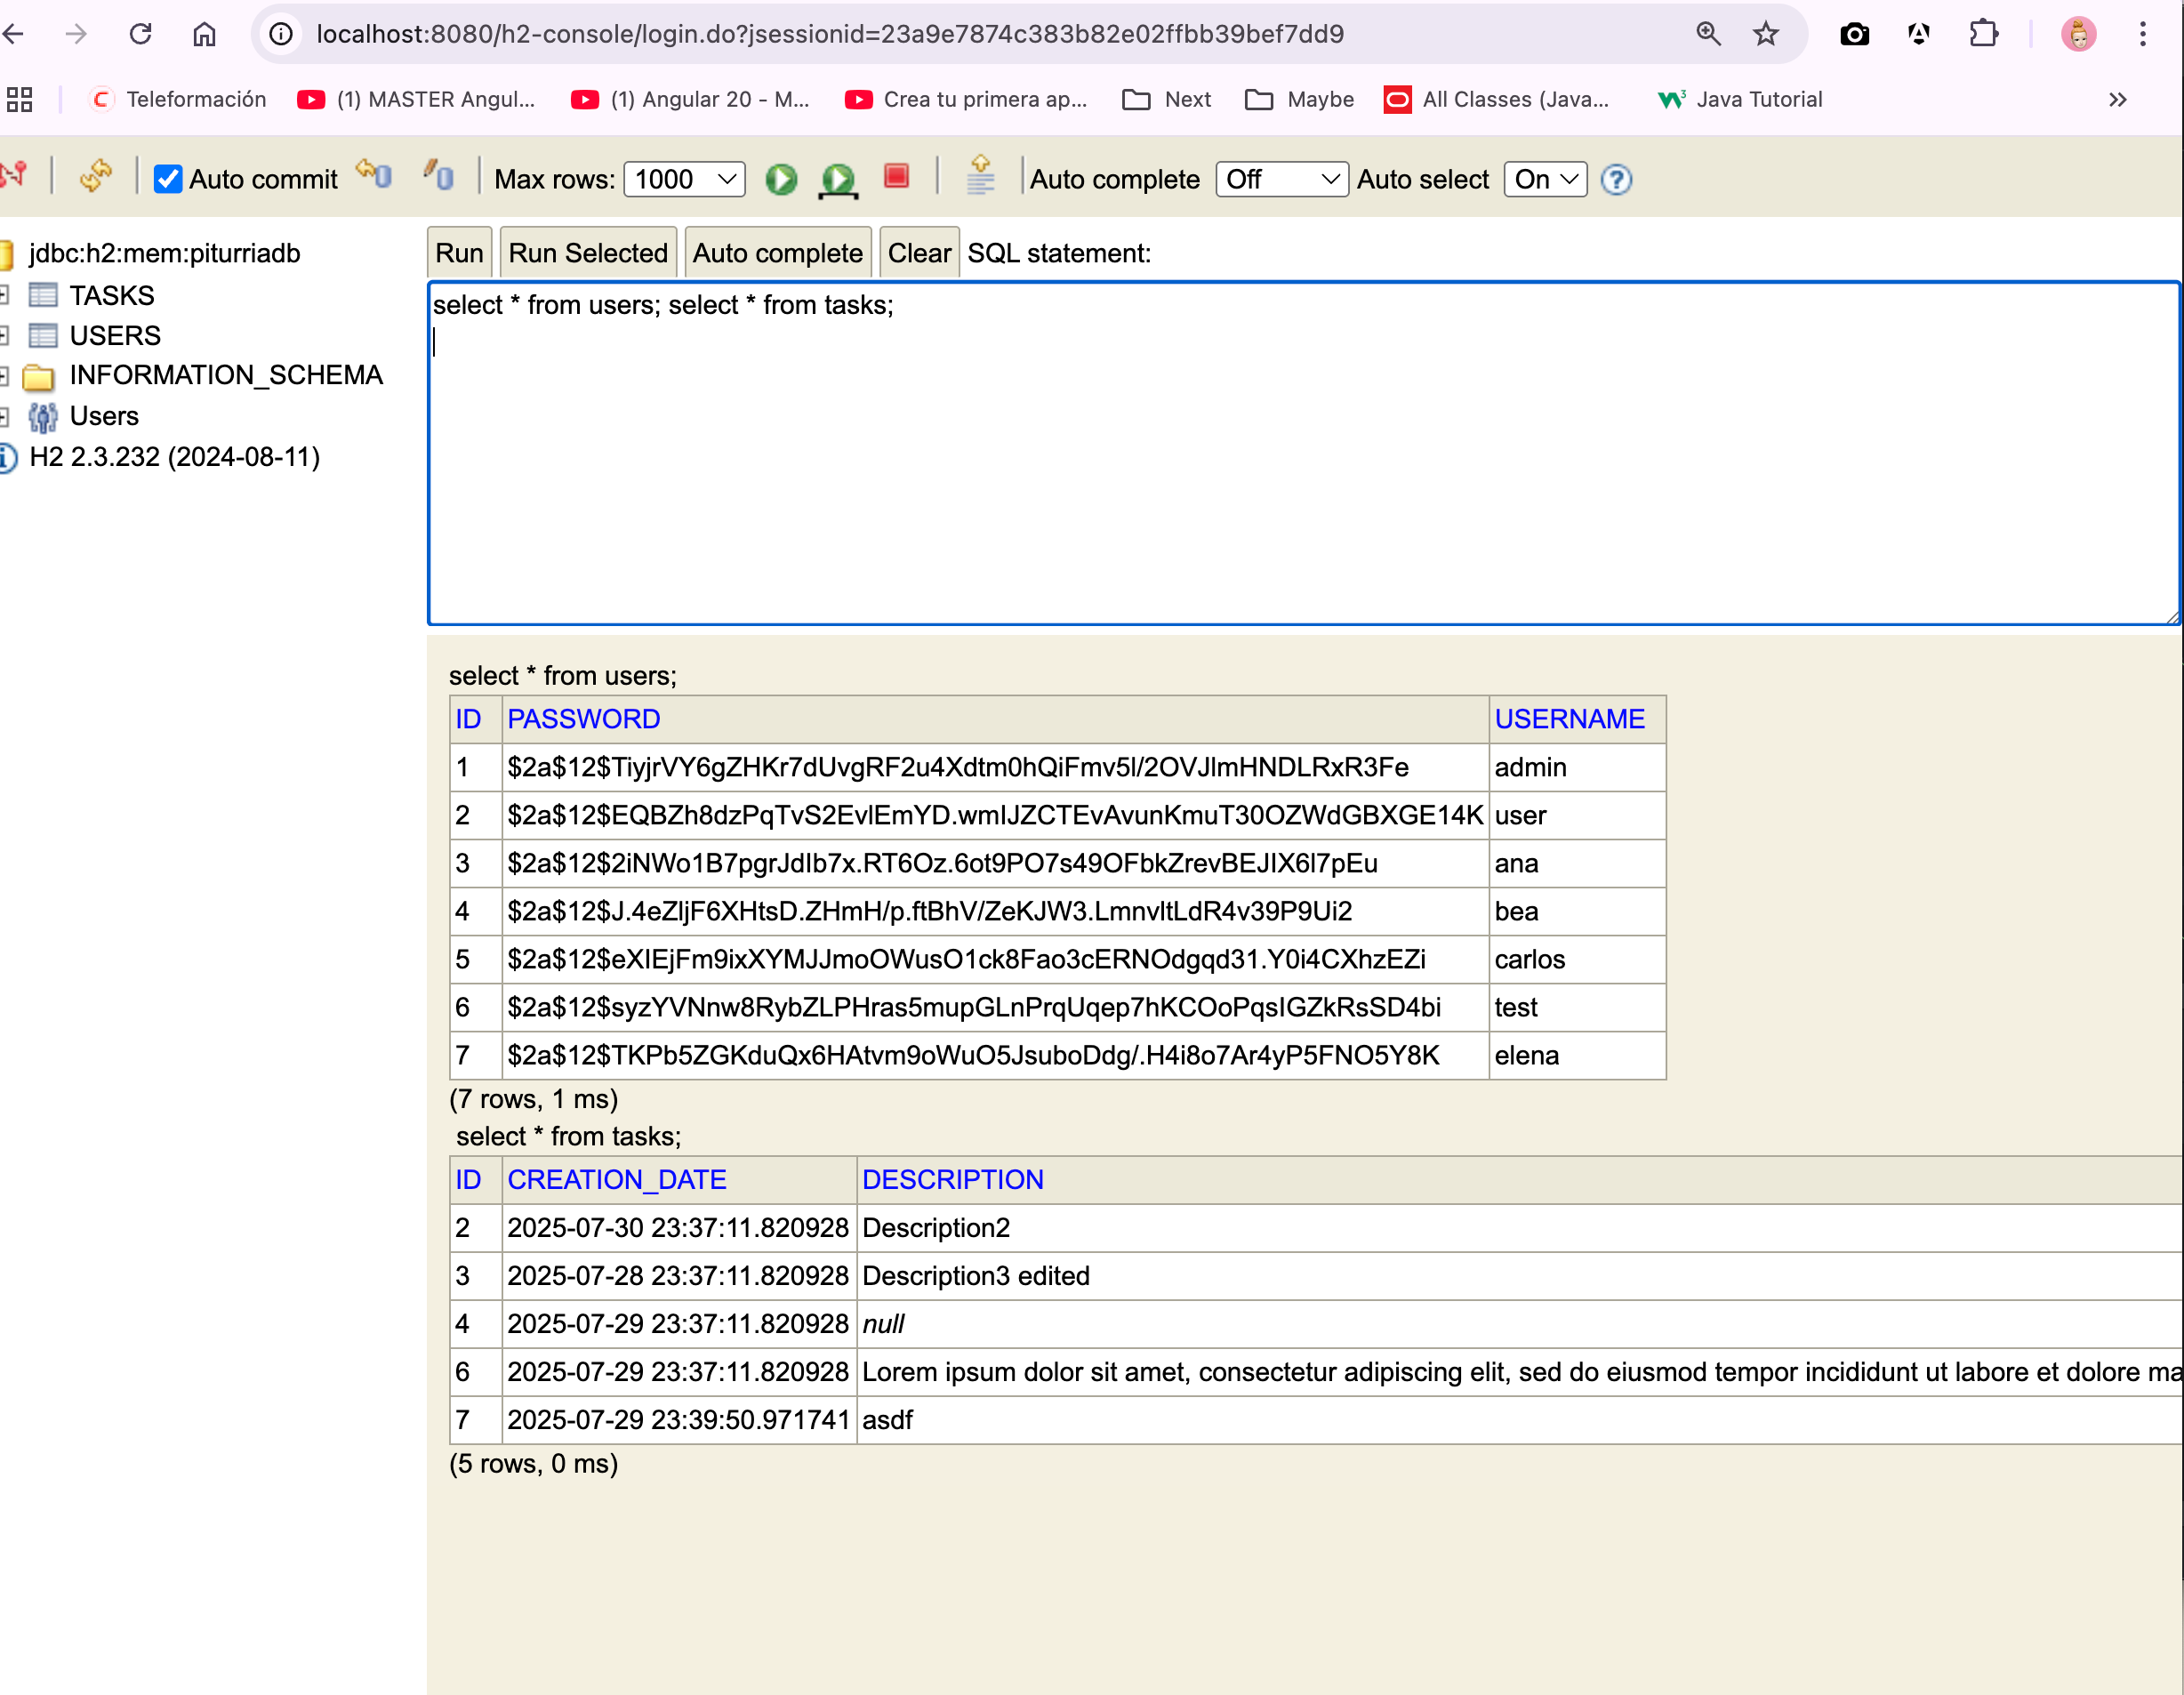 localhost:8080/h2-console/login.do?jsessionid=23a9e7874c383b82e02ffbb39bef7dd9
Teleformación (1) MASTER Angul... (1) Angular 20 - M... Crea tu primera ap... Next Maybe All Classes (Java... Java Tutorial
Auto commit Max rows: 1000 Auto complete Off Auto select On
jdbc:h2:mem:piturriadb
TASKS
USERS
INFORMATION_SCHEMA
Users
H2 2.3.232 (2024-08-11)
Run Run Selected Auto complete Clear SQL statement:
select * from users; select * from tasks;
select * from users;
ID PASSWORD USERNAME
1 $2a$12$TiyjrVY6gZHKr7dUvgRF2u4Xdtm0hQiFmv5l/2OVJlmHNDLRxR3Fe admin
2 $2a$12$EQBZh8dzPqTvS2EvlEmYD.wmIJZCTEvAvunKmuT30OZWdGBXGE14K user
3 $2a$12$2iNWo1B7pgrJdIb7x.RT6Oz.6ot9PO7s49OFbkZrevBEJIX6l7pEu ana
4 $2a$12$J.4eZljF6XHtsD.ZHmH/p.ftBhV/ZeKJW3.LmnvltLdR4v39P9Ui2 bea
5 $2a$12$eXIEjFm9ixXYMJJmoOWusO1ck8Fao3cERNOdgqd31.Y0i4CXhzEZi carlos
6 $2a$12$syzYVNnw8RybZLPHras5mupGLnPrqUqep7hKCOoPqsIGZkRsSD4bi test
7 $2a$12$TKPb5ZGKduQx6HAtvm9oWuO5JsuboDdg/.H4i8o7Ar4yP5FNO5Y8K elena
(7 rows, 1 ms)
select * from tasks;
ID CREATION_DATE DESCRIPTION
2 2025-07-30 23:37:11.820928 Description2
3 2025-07-28 23:37:11.820928 Description3 edited
4 2025-07-29 23:37:11.820928 null
6 2025-07-29 23:37:11.820928 Lorem ipsum dolor sit amet, consectetur adipiscing elit, sed do eiusmod tempor incididunt ut labore et dolore ma
7 2025-07-29 23:39:50.971741 asdf
(5 rows, 0 ms)